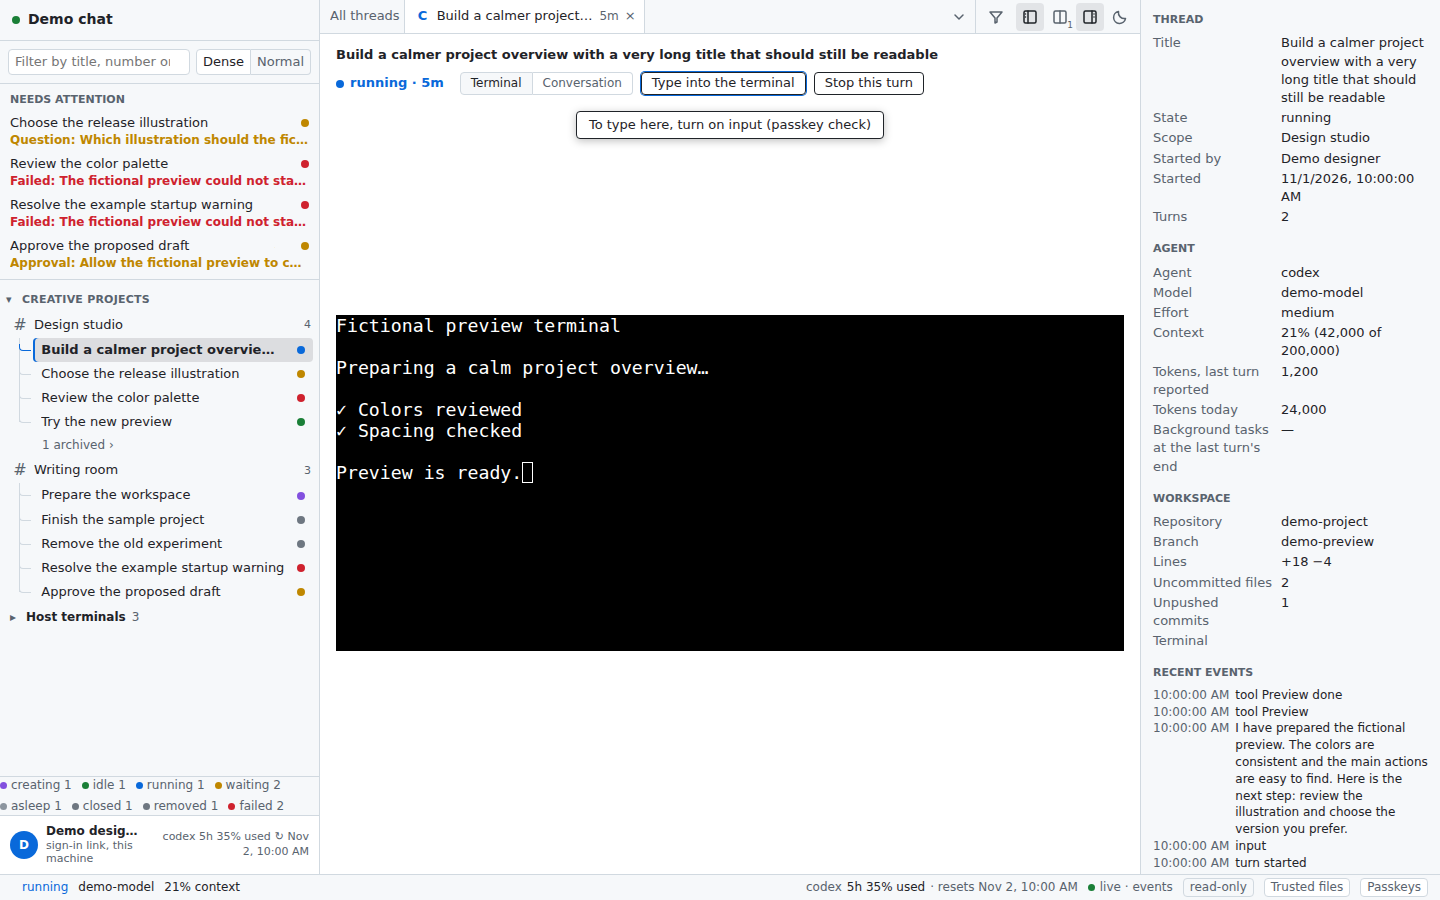 Demo chat
Filter by title, number or
Dense Normal
NEEDS ATTENTION
Choose the release illustration
Question: Which illustration should the fic…
Review the color palette
Failed: The fictional preview could not sta…
Resolve the example startup warning
Failed: The fictional preview could not sta…
Approve the proposed draft
Approval: Allow the fictional preview to c…
CREATIVE PROJECTS
# Design studio 4
Build a calmer project overvie…
Choose the release illustration
Review the color palette
Try the new preview
1 archived ›
# Writing room 3
Prepare the workspace
Finish the sample project
Remove the old experiment
Resolve the example startup warning
Approve the proposed draft
Host terminals 3
creating 1 idle 1 running 1 waiting 2
asleep 1 closed 1 removed 1 failed 2
D
Demo desig…
sign-in link, this
machine
codex 5h 35% used ↻ Nov
2, 10:00 AM
All threads
C Build a calmer project… 5m ×
1
Build a calmer project overview with a very long title that should still be readable
running · 5m
Terminal Conversation
Type into the terminal
Stop this turn
To type here, turn on input (passkey check)
Fictional preview terminal
Preparing a calm project overview…
✓ Colors reviewed
✓ Spacing checked
Preview is ready.
THREAD
Title Build a calmer project
overview with a very
long title that should
still be readable
State running
Scope Design studio
Started by Demo designer
Started 11/1/2026, 10:00:00
AM
Turns 2
AGENT
Agent codex
Model demo-model
Effort medium
Context 21% (42,000 of
200,000)
Tokens, last turn 1,200
reported
Tokens today 24,000
Background tasks —
at the last turn's
end
WORKSPACE
Repository demo-project
Branch demo-preview
Lines +18 −4
Uncommitted files 2
Unpushed 1
commits
Terminal
RECENT EVENTS
10:00:00 AM tool Preview done
10:00:00 AM tool Preview
10:00:00 AM I have prepared the fictional
preview. The colors are
consistent and the main actions
are easy to find. Here is the
next step: review the
illustration and choose the
version you prefer.
10:00:00 AM input
10:00:00 AM turn started
running demo-model 21% context
codex 5h 35% used · resets Nov 2, 10:00 AM
live · events
read-only
Trusted files
Passkeys